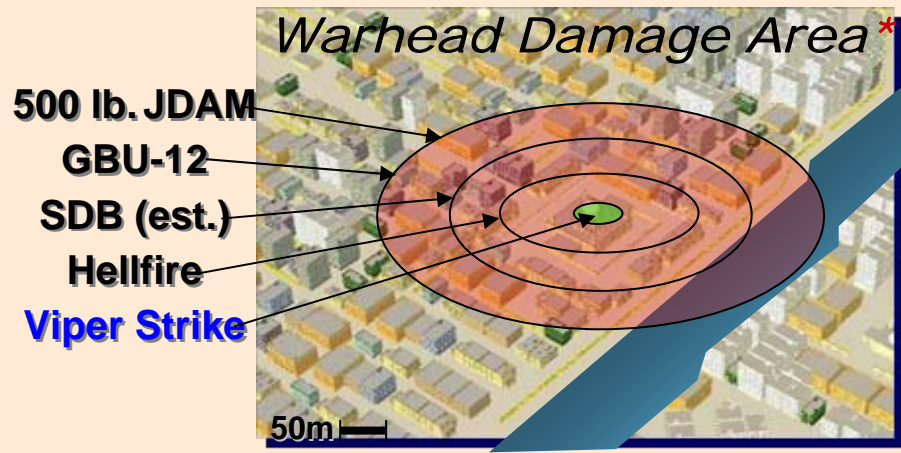 Warhead Damage Area*
500 lb. JDAM
GBU-12
SDB (est.)
Hellfire
Viper Strike
50m